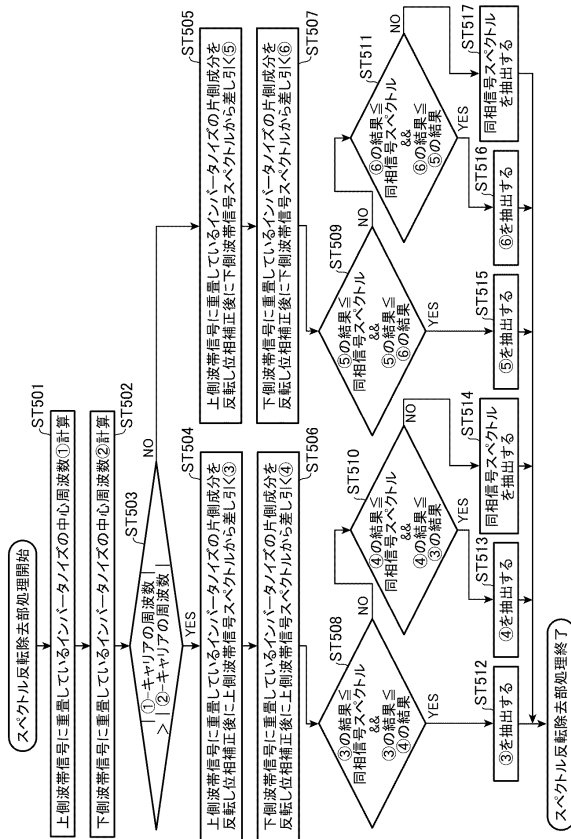 スペクトル反転除去部処理開始
ST501
上側波帯信号に重畳しているインバータノイズの中心周波数①計算
ST502
下側波帯信号に重畳しているインバータノイズの中心周波数②計算
ST503
|①-キャリアの周波数|
>|②-キャリアの周波数|
YES
NO
ST504
上側波帯信号に重畳しているインバータノイズの片側成分を
反転し位相補正後に上側波帯信号スペクトルから差し引く③
ST505
上側波帯信号に重畳しているインバータノイズの片側成分を
反転し位相補正後に下側波帯信号スペクトルから差し引く⑤
ST506
下側波帯信号に重畳しているインバータノイズの片側成分を
反転し位相補正後に上側波帯信号スペクトルから差し引く④
ST507
下側波帯信号に重畳しているインバータノイズの片側成分を
反転し位相補正後に下側波帯信号スペクトルから差し引く⑥
ST508
③の結果≦
同相信号スペクトル
&&
③の結果≦
④の結果
YES
NO
ST510
④の結果≦
同相信号スペクトル
&&
④の結果≦
③の結果
YES
NO
ST509
⑤の結果≦
同相信号スペクトル
&&
⑤の結果≦
⑥の結果
YES
NO
ST511
⑥の結果≦
同相信号スペクトル
&&
⑥の結果≦
⑤の結果
YES
NO
ST512
③を抽出する
ST513
④を抽出する
ST514
同相信号スペクトル
を抽出する
ST515
⑤を抽出する
ST516
⑥を抽出する
ST517
同相信号スペクトル
を抽出する
スペクトル反転除去部処理終了